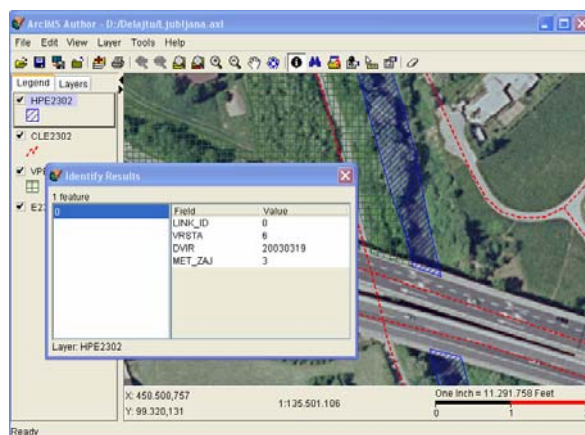 ArcIMS Author - D:/Delajtu/Ljubljana.axl
File Edit View Layer Tools Help
Legend Layers
HPE2302
CLE2302
Identify Results
1 feature
0
Field Value
LINK_ID 0
VRSTA 6
DVIR 20030319
MET_ZAJ 3
Layer: HPE2302
X: 450.500,757
Y: 99.320,131
1:135.501.106
One Inch = 11.291.758 Feet
0 1
Ready